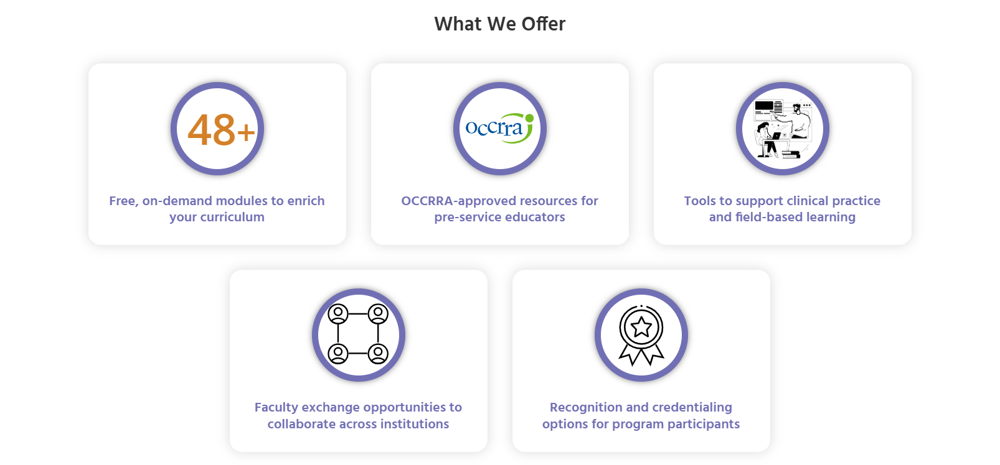 What We Offer
48+
Free, on-demand modules to enrich
your curriculum
occrra
OCCRRA-approved resources for
pre-service educators
Tools to support clinical practice
and field-based learning
Faculty exchange opportunities to
collaborate across institutions
Recognition and credentialing
options for program participants